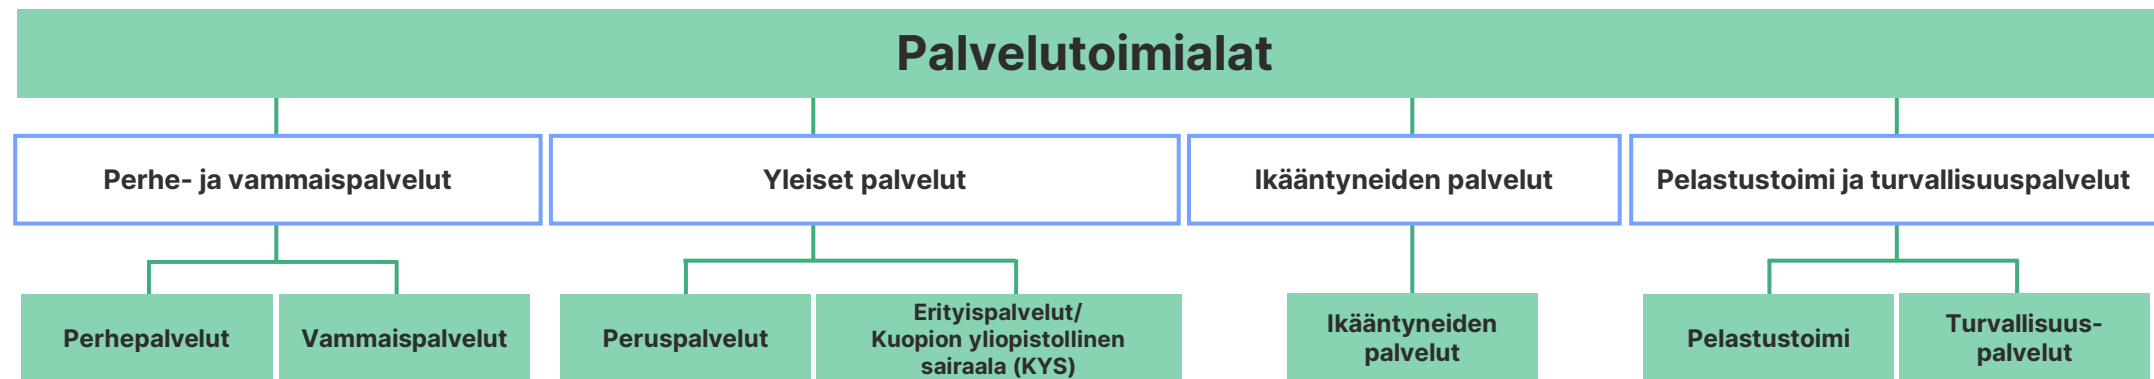 Palvelutoimialat
Perhe- ja vammaispalvelut
Yleiset palvelut
Ikääntyneiden palvelut
Pelastustoimi ja turvallisuuspalvelut
Perhepalvelut
Vammaispalvelut
Peruspalvelut
Erityispalvelut/
Kuopion yliopistollinen
sairaala (KYS)
Ikääntyneiden
palvelut
Pelastustoimi
Turvallisuus-
palvelut